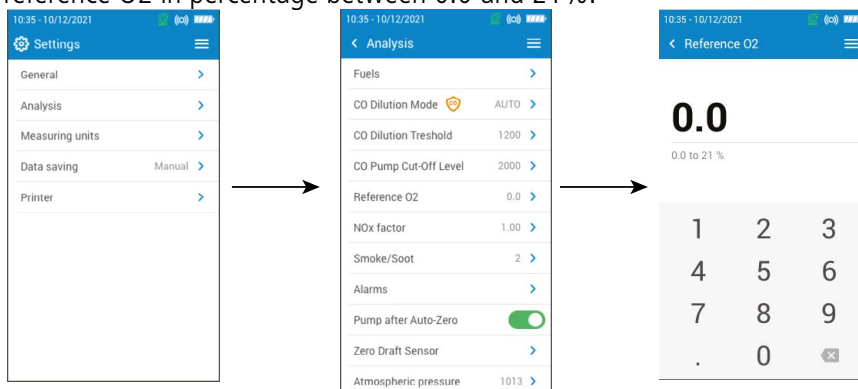 reference O2 in percentage between 0.0 and 21 %.
10:35 - 10/12/2021
Settings
General
Analysis
Measuring units
Data saving Manual
Printer
10:35 - 10/12/2021
Analysis
Fuels
CO Dilution Mode CO AUTO
CO Dilution Treshold 1200
CO Pump Cut-Off Level 2000
Reference O2 0.0
NOx factor 1.00
Smoke/Soot 2
Alarms
Pump after Auto-Zero
Zero Draft Sensor
Atmospheric pressure 1013
10:35 - 10/12/2021
Reference O2
0.0
0.0 to 21 %
1 2 3
4 5 6
7 8 9
. 0